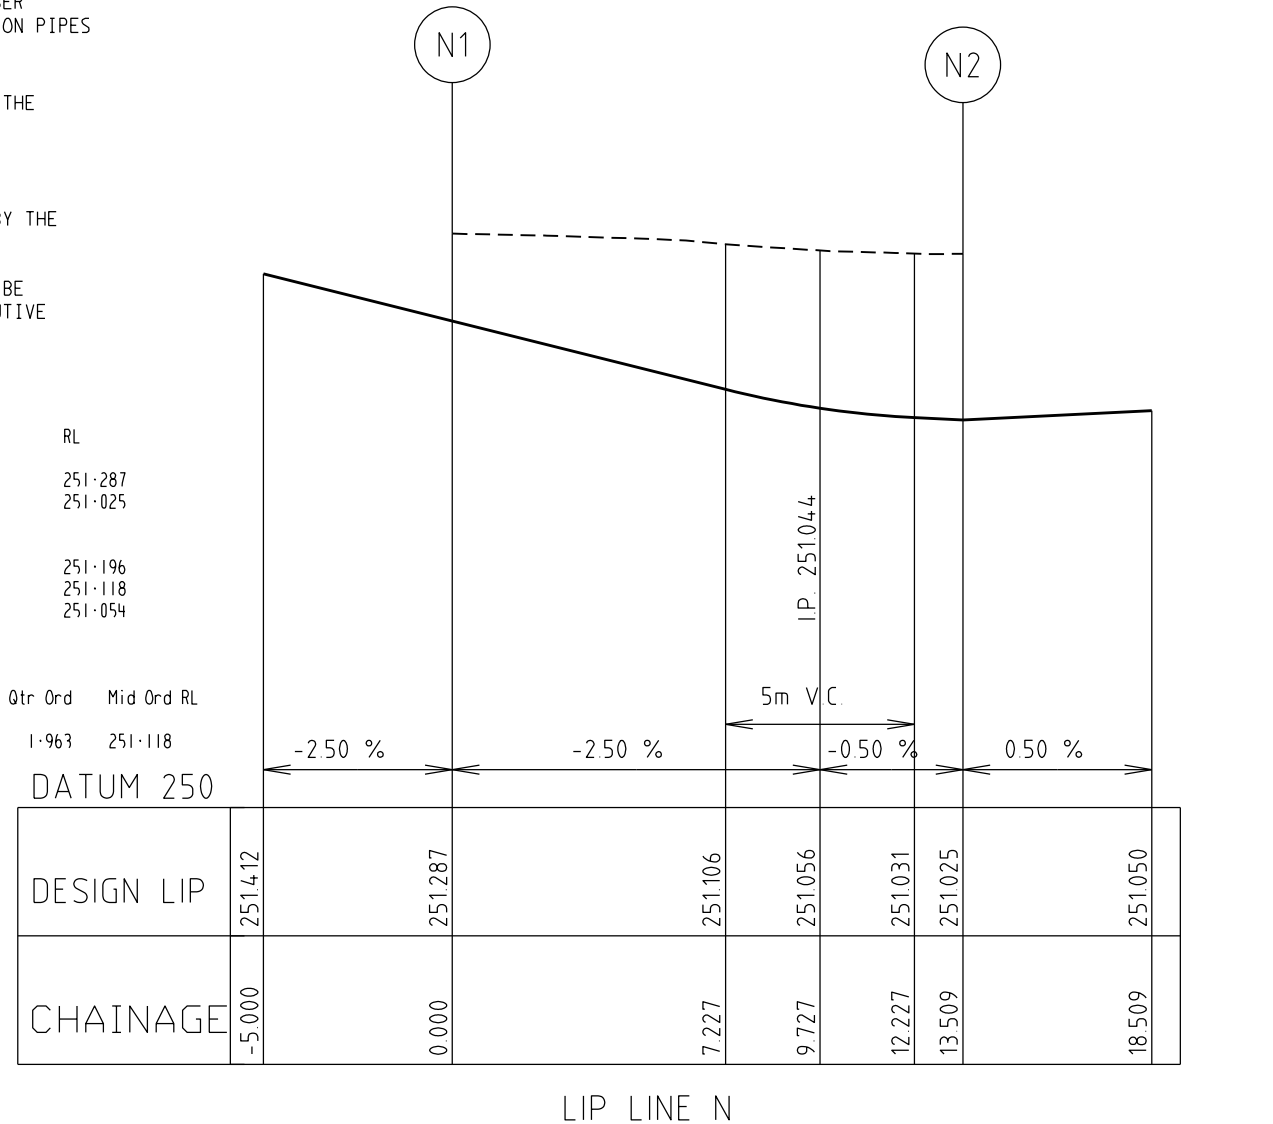 ON PIPES
N1
N2
THE
BY THE
BE
RL
251·287
251·025
251·196
251·118
251·054
I.P. 251.044
Qtr Ord Mid Ord RL
1·963 251·118
5m V.C.
-2.50 % -2.50 % -0.50 % 0.50 %
DATUM 250
DESIGN LIP 251.412 251.287 251.106 251.056 251.031 251.025 251.050
CHAINAGE -5.000 0.000 7.227 9.727 12.227 13.509 18.509
LIP LINE N